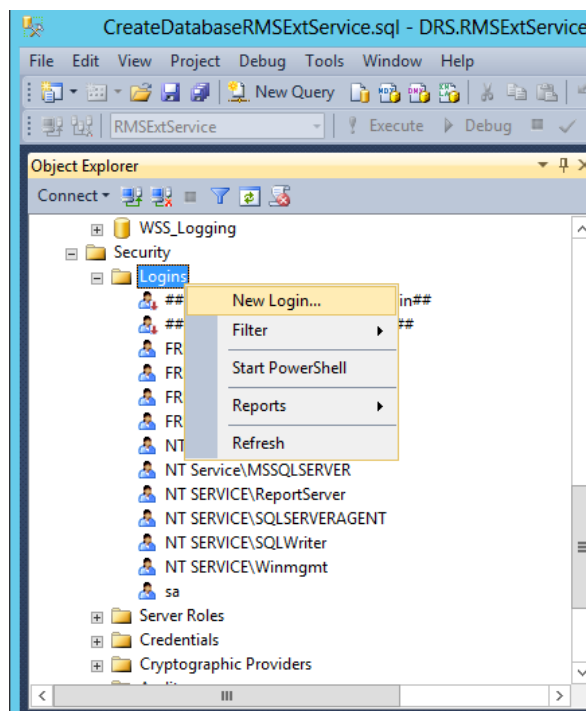 CreateDatabaseRMSExtService.sql - DRS.RMSExtService
File Edit View Project Debug Tools Window Help
New Query
RMSExtService Execute Debug
Object Explorer
Connect
WSS_Logging
Security
Logins
## in##
## ##
FR
FR
FR
FR
NT
New Login...
Filter
Start PowerShell
Reports
Refresh
NT Service\MSSQLSERVER
NT SERVICE\ReportServer
NT SERVICE\SQLSERVERAGENT
NT SERVICE\SQLWriter
NT SERVICE\Winmgmt
sa
Server Roles
Credentials
Cryptographic Providers